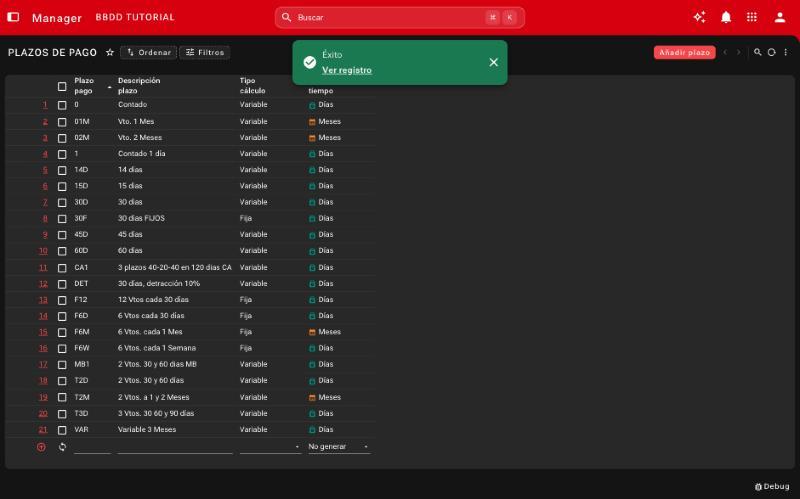 Manager BBDD TUTORIAL Buscar ⌘ K
PLAZOS DE PAGO Ordenar Filtros Añadir plazo
Éxito
Ver registro
Plazo pago Descripción plazo Tipo cálculo tiempo
1 0 Contado Variable Días
2 01M Vto. 1 Mes Variable Meses
3 02M Vto. 2 Meses Variable Meses
4 1 Contado 1 día Variable Días
5 14D 14 dias Variable Días
6 15D 15 dias Variable Días
7 30D 30 dias Variable Días
8 30F 30 dias FIJOS Fija Días
9 45D 45 días Variable Días
10 60D 60 días Variable Días
11 CA1 3 plazos 40-20-40 en 120 dias CA Variable Días
12 DET 30 días, detracción 10% Variable Días
13 F12 12 Vtos cada 30 días Fija Días
14 F6D 6 Vtos cada 30 días Fija Días
15 F6M 6 Vtos. cada 1 Mes Fija Meses
16 F6W 6 Vtos. cada 1 Semana Fija Días
17 MB1 2 Vtos. 30 y 60 dias MB Variable Días
18 T2D 2 Vtos. 30 y 60 días Variable Días
19 T2M 2 Vtos. a 1 y 2 Meses Variable Meses
20 T3D 3 Vtos. 30 60 y 90 días Variable Días
21 VAR Variable 3 Meses Variable Días
No generar
Debug